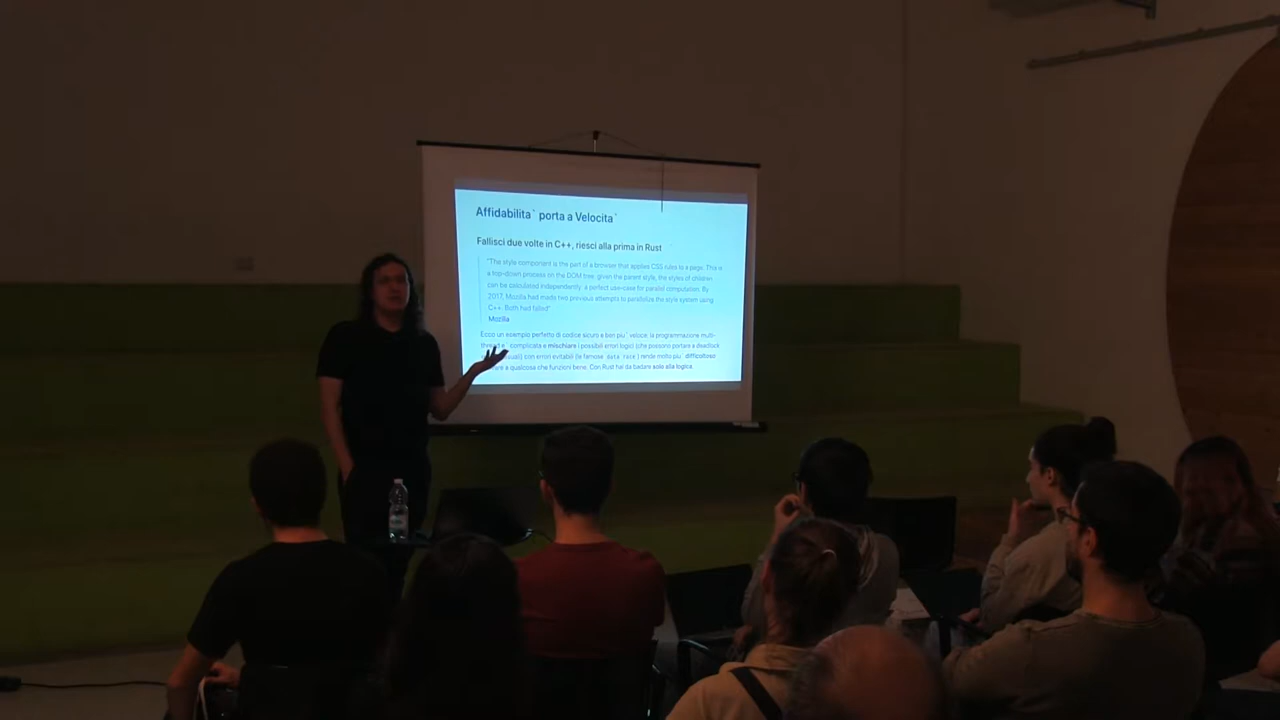 Affidabilita` porta a Velocita`
Fallisci due volte in C++, riesci alla prima in Rust
"The style component is the part of a browser that applies CSS rules to a page. This is
a top-down process on the DOM tree: given the parent style, the styles of children
can be calculated independently: a perfect use-case for parallel computation. By
2017, Mozilla had made two previous attempts to parallelize the style system using
C++. Both had failed"
Mozilla
Ecco un esempio perfetto di codice sicuro e ben piu` veloce: la programmazione multi-
thread e` complicata e mischiare i possibili errori logici (che possono portare a deadlock
con errori evitabili (le famose data race) rende molto piu` difficoltoso
a qualcosa che funzioni bene. Con Rust hai da badare solo alla logica.